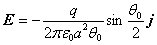 E = − q / (2πε₀a²θ₀) sin θ₀/2 j